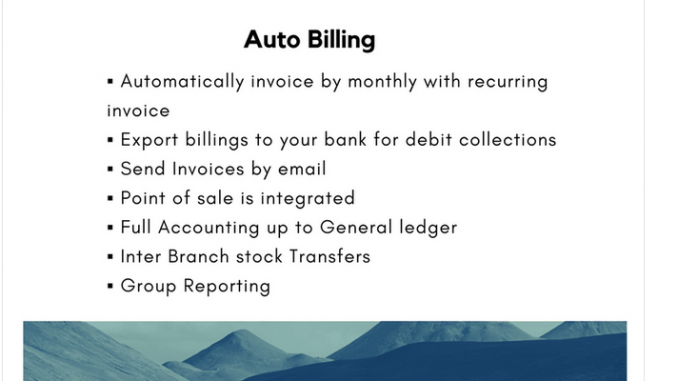 Auto Billing
▪ Automatically invoice by monthly with recurring
invoice
▪ Export billings to your bank for debit collections
▪ Send Invoices by email
▪ Point of sale is integrated
▪ Full Accounting up to General ledger
▪ Inter Branch stock Transfers
▪ Group Reporting